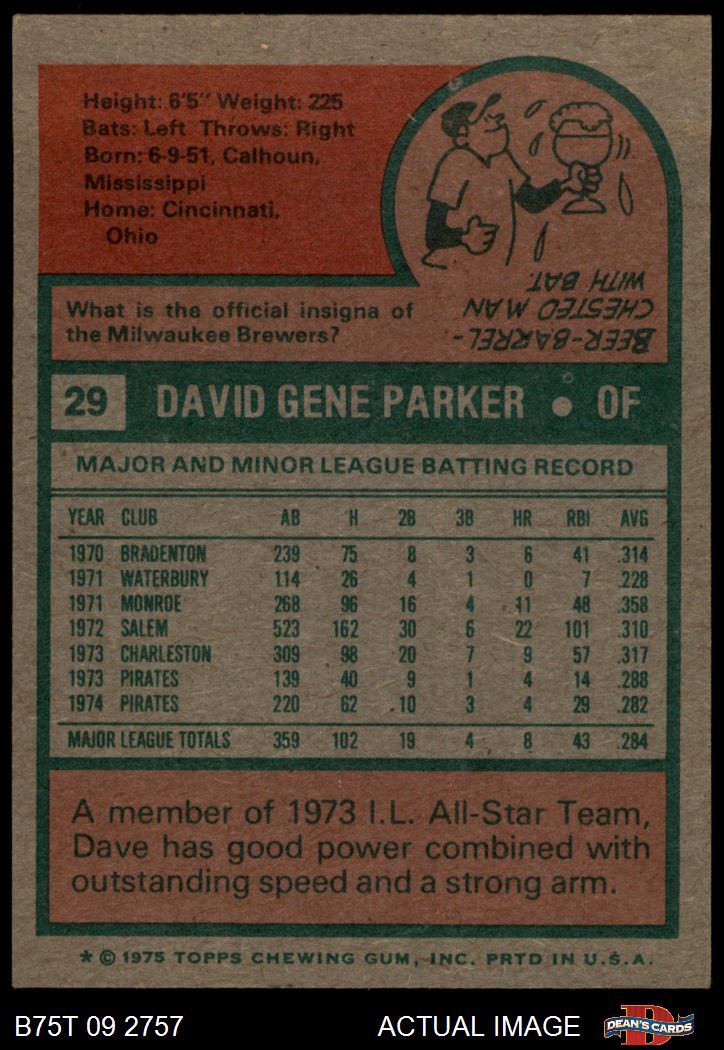 Height: 6'5" Weight: 225
Bats: Left Throws: Right
Born: 6-9-51, Calhoun,
Mississippi
Home: Cincinnati,
Ohio
What is the official insigna of
the Milwaukee Brewers?
BEER-BARREL-
CHESTED MAN
WITH BAT.
29 DAVID GENE PARKER • OF
MAJOR AND MINOR LEAGUE BATTING RECORD
YEAR CLUB AB H 2B 3B HR RBI AVG
1970 BRADENTON 239 75 8 3 6 41 .314
1971 WATERBURY 114 26 4 1 0 7 .228
1971 MONROE 268 96 16 4 11 48 .358
1972 SALEM 523 162 30 6 22 101 .310
1973 CHARLESTON 309 98 20 7 9 57 .317
1973 PIRATES 139 40 9 1 4 14 .288
1974 PIRATES 220 62 10 3 4 29 .282
MAJOR LEAGUE TOTALS 359 102 19 4 8 43 .284
A member of 1973 I.L. All-Star Team,
Dave has good power combined with
outstanding speed and a strong arm.
* © 1975 TOPPS CHEWING GUM, INC. PRTD IN U.S.A.
B75T 09 2757 ACTUAL IMAGE D DEAN'S CARDS